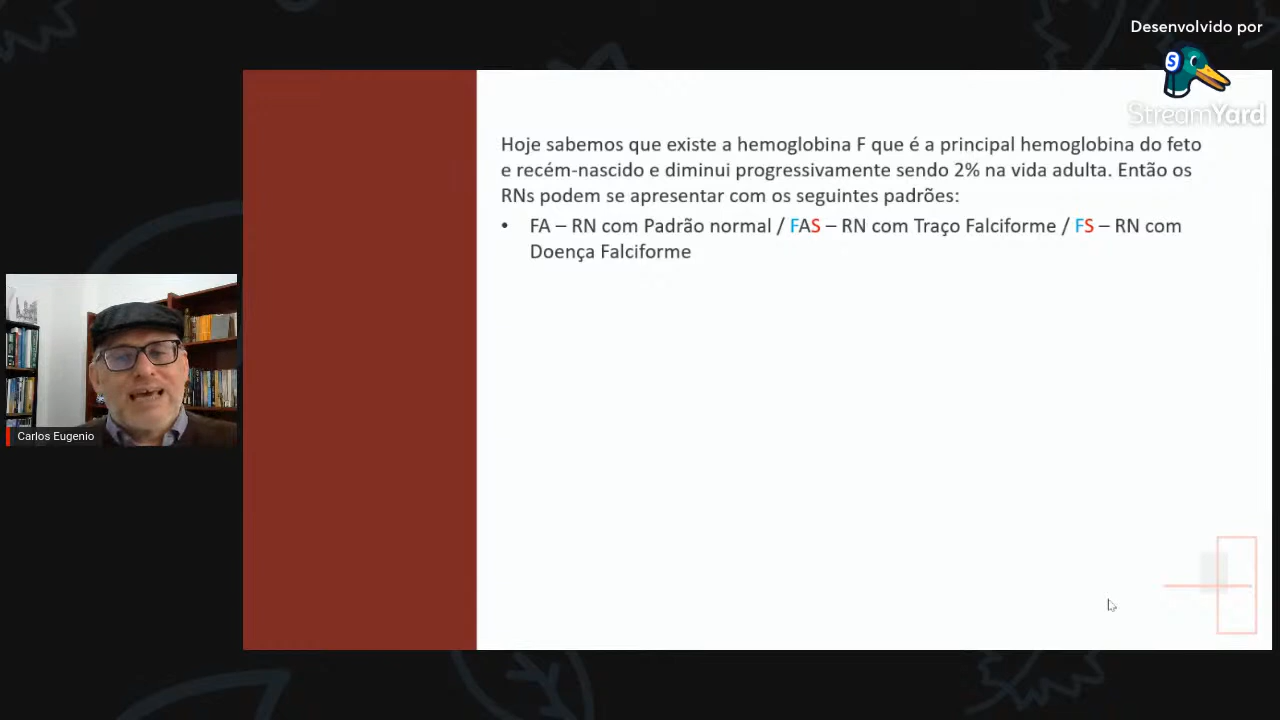 Desenvolvido por
S
StreamYard
Hoje sabemos que existe a hemoglobina F que é a principal hemoglobina do feto
e recém-nascido e diminui progressivamente sendo 2% na vida adulta. Então os
RNs podem se apresentar com os seguintes padrões:
• FA – RN com Padrão normal / FAS – RN com Traço Falciforme / FS – RN com
Doença Falciforme
Carlos Eugenio